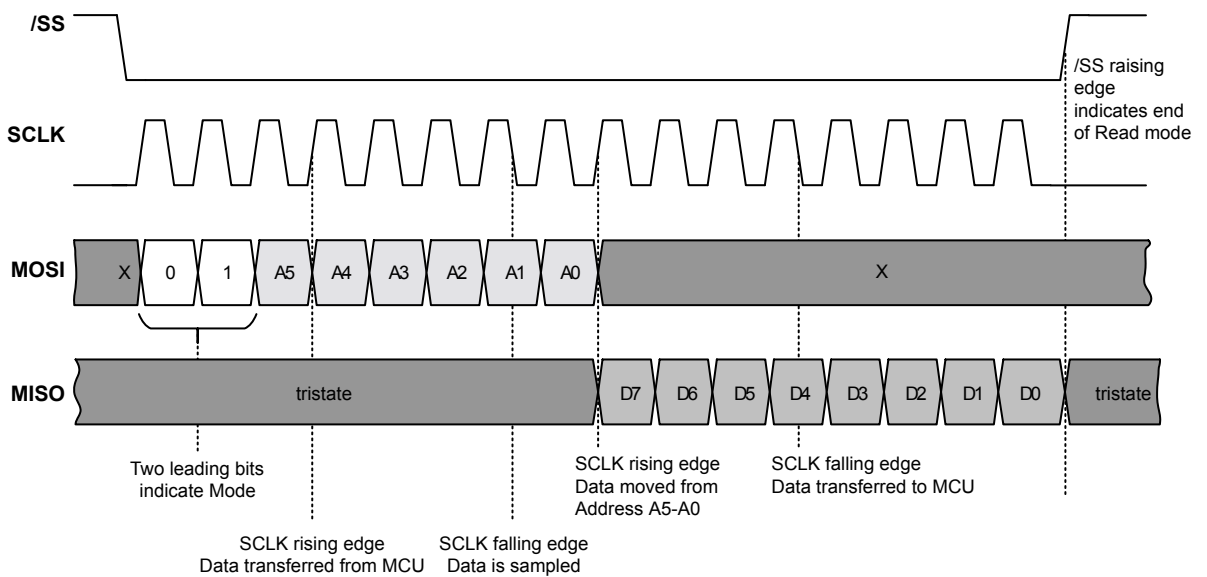 /SS
/SS raising
edge
indicates end
of Read mode
SCLK
MOSI
X 0 1 A5 A4 A3 A2 A1 A0 X
MISO
tristate D7 D6 D5 D4 D3 D2 D1 D0 tristate
Two leading bits
indicate Mode
SCLK rising edge
Data moved from
Address A5-A0
SCLK falling edge
Data transferred to MCU
SCLK rising edge
Data transferred from MCU
SCLK falling edge
Data is sampled